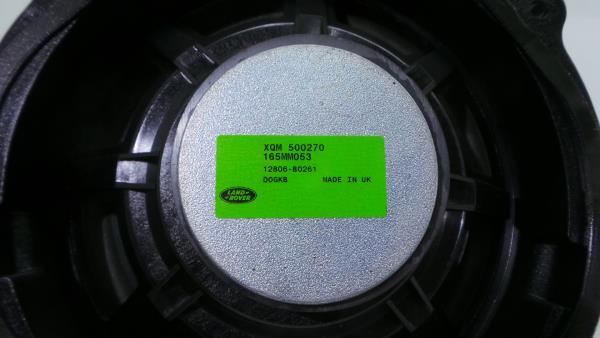 XQM 500270
165MM053
12806-80261
DOGKB MADE IN UK
LAND-
-ROVER